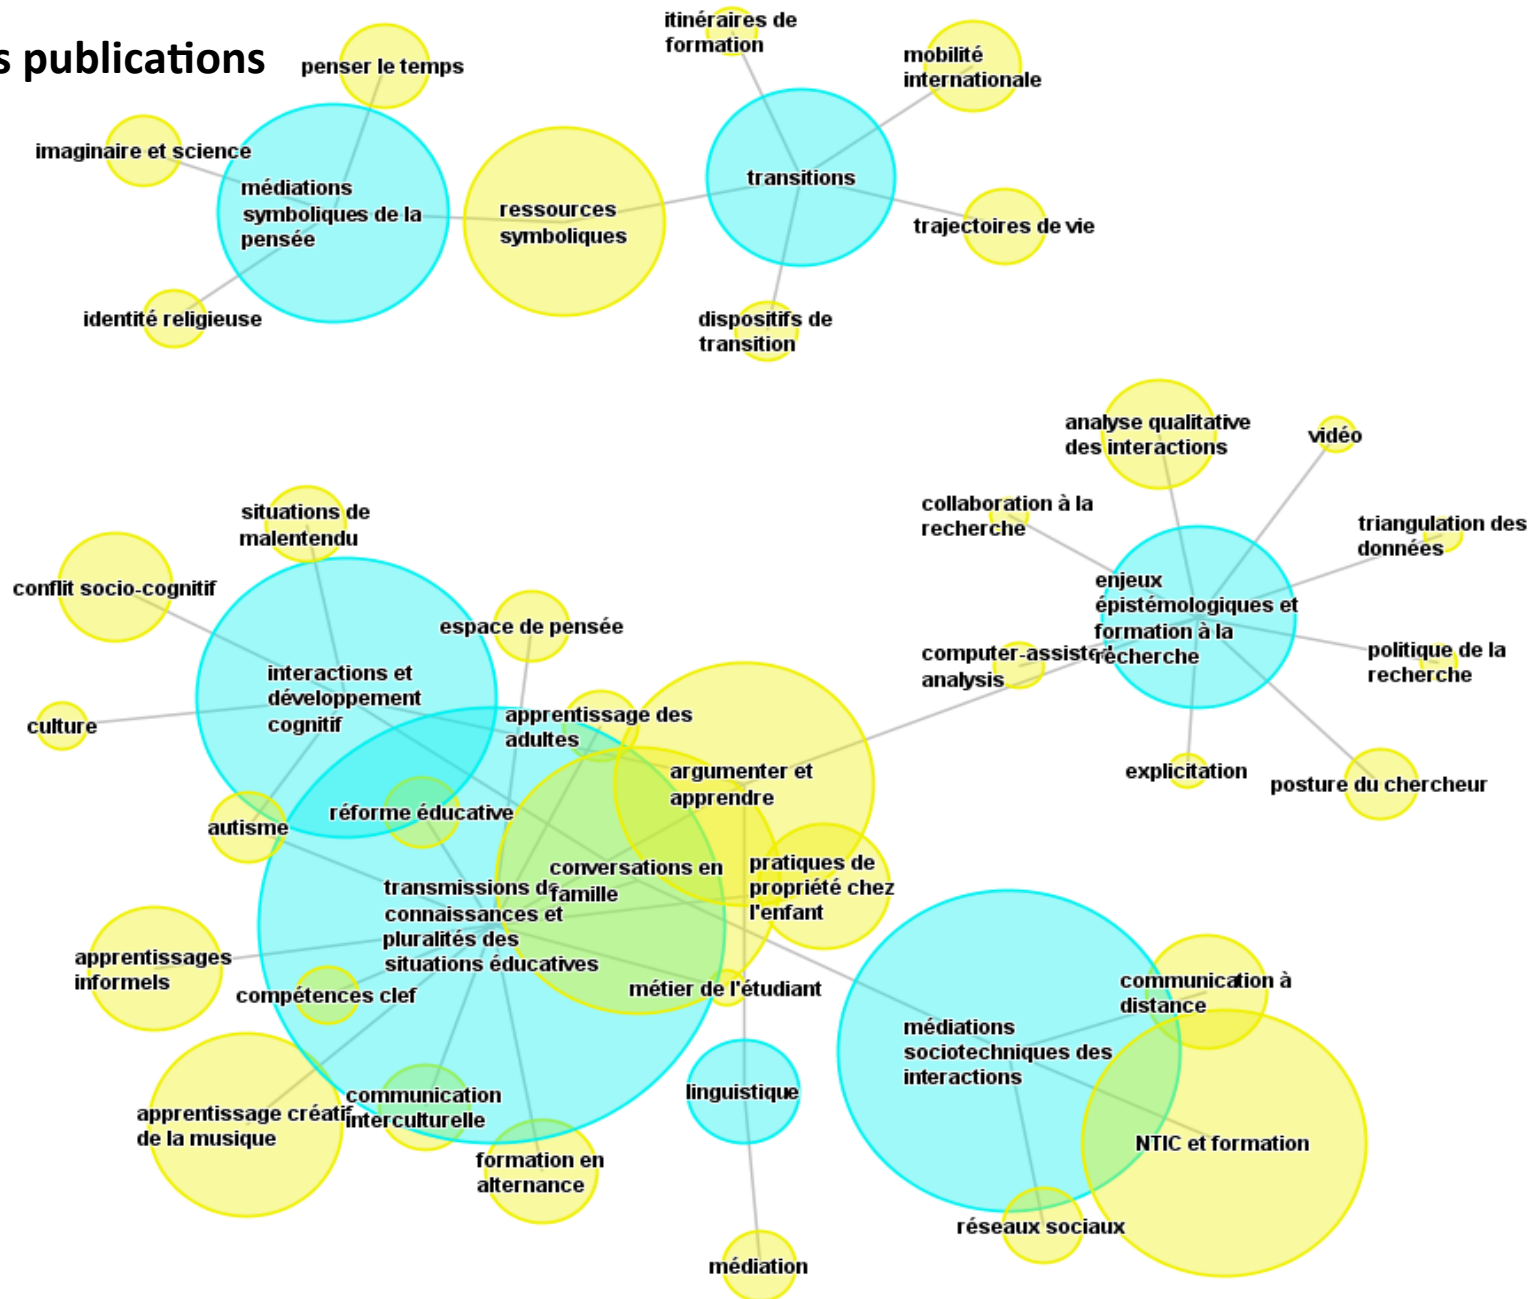 s publications
itinéraires de
formation
mobilité
internationale
penser le temps
imaginaire et science
médiations
symboliques de la
pensée
ressources
symboliques
transitions
trajectoires de vie
identité religieuse
dispositifs de
transition
analyse qualitative
des interactions
vidéo
collaboration à la
recherche
triangulation des
données
enjeux
épistémologiques et
formation à la
recherche
computer-assisted
analysis
politique de la
recherche
explicitation
posture du chercheur
situations de
malentendu
conflit socio-cognitif
espace de pensée
interactions et
développement
cognitif
culture
apprentissage des
adultes
argumenter et
apprendre
autisme
réforme éducative
conversations en
famille
pratiques de
propriété chez
l'enfant
transmissions de
connaissances et
pluralités des
situations éducatives
apprentissages
informels
compétences clef
métier de l'étudiant
communication à
distance
médiations
sociotechniques des
interactions
linguistique
apprentissage créatif
de la musique
communication
interculturelle
formation en
alternance
NTIC et formation
réseaux sociaux
médiation